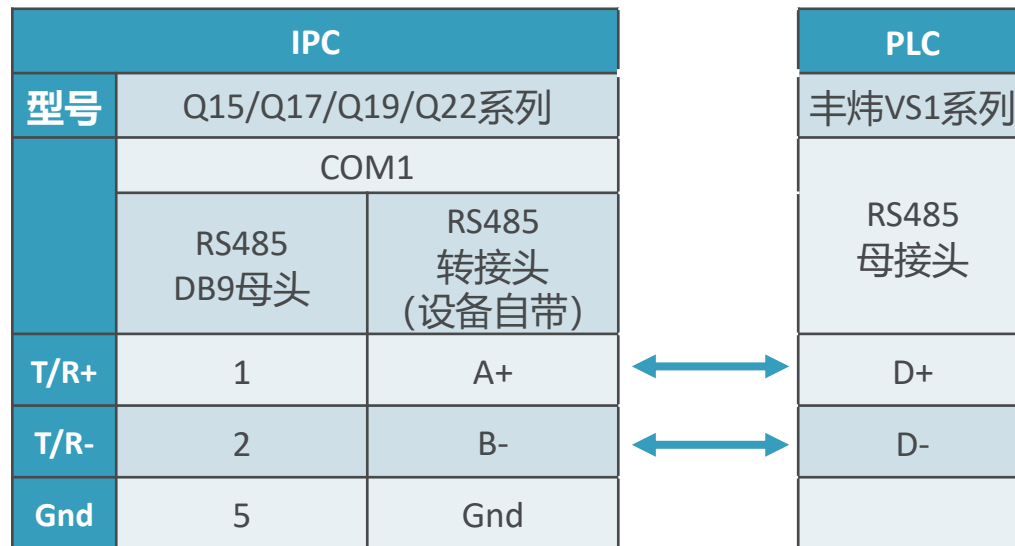 IPC
PLC
型号
Q15/Q17/Q19/Q22系列
丰炜VS1系列
COM1
RS485
DB9母头
RS485
转接头
(设备自带)
RS485
母接头
T/R+
1
A+
D+
T/R-
2
B-
D-
Gnd
5
Gnd